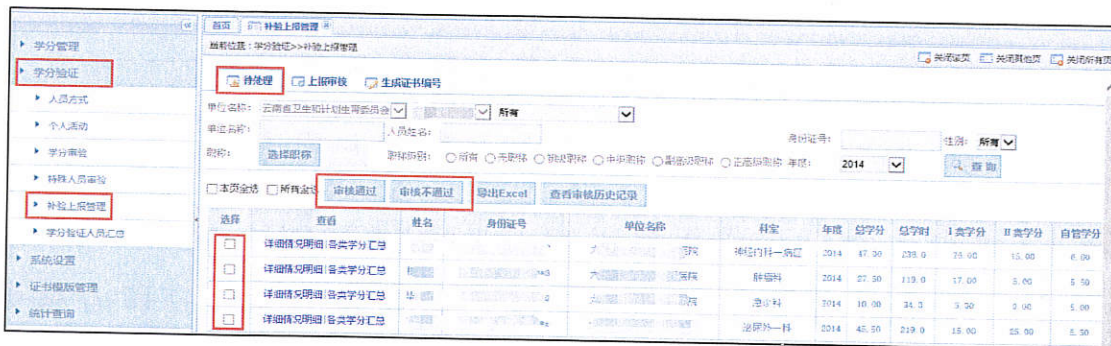 首页 补验上报管理
当前位置：学分验证>>补验上报管理
关闭该页 关闭其他页 关闭所有页
学分管理
学分验证
人员方式
个人活动
学分审验
特殊人员审验
补验上报管理
学分验证人员汇总
系统设置
证书模版管理
统计查询
待处理 上报审核 生成证书编号
单位名称： 云南省卫生和计划生育委员会 所有
单位名称： 人员姓名： 身份证号： 性别： 所有
职称： 选择职称 职称级别： 所有 无职称 初级职称 中级职称 副高级职称 正高级职称 年度： 2014 查询
本页全选 所有全选 审核通过 审核不通过 导出Excel 查看审核历史记录
选择 查看 姓名 身份证号 单位名称 科室 年度 总学分 总学时 I类学分 II类学分 自管学分
详细情况明细|各类学分汇总 医院 神经内科一病区 2014 47.00 15.00
详细情况明细|各类学分汇总 医院 肿瘤科 2014 27.50 17.00 5.00 5.50
详细情况明细|各类学分汇总 医院 2014 10.00 5.00
详细情况明细|各类学分汇总 泌尿外一科 2014 45.50 219.0 15.00 25.00 5.50